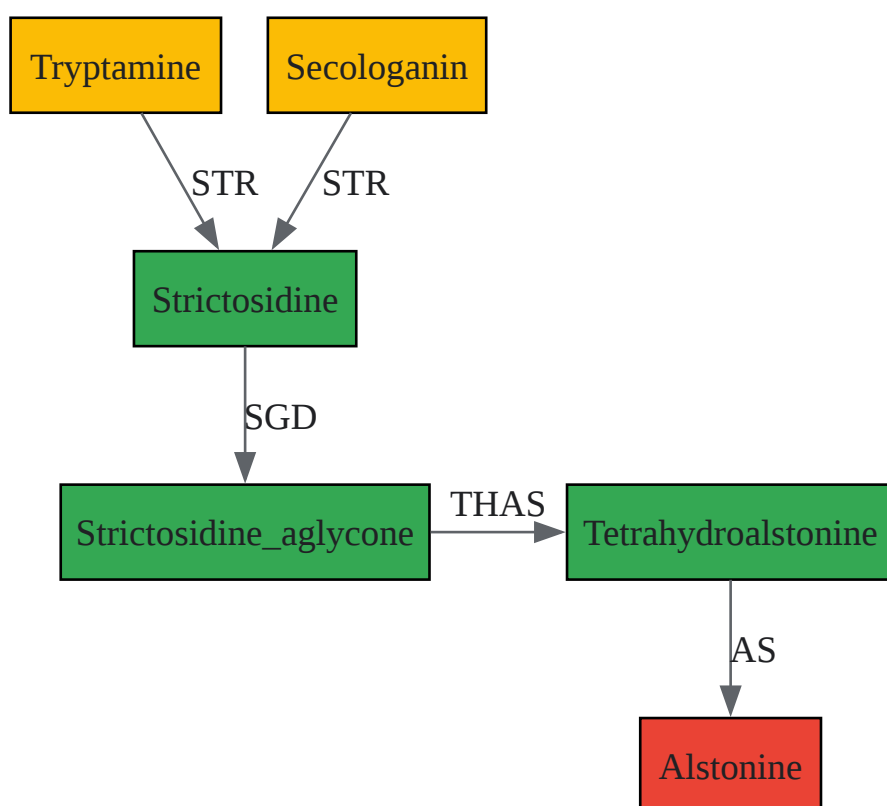 Tryptamine
Secologanin
STR
STR
Strictosidine
SGD
Strictosidine_aglycone
THAS
Tetrahydroalstonine
AS
Alstonine